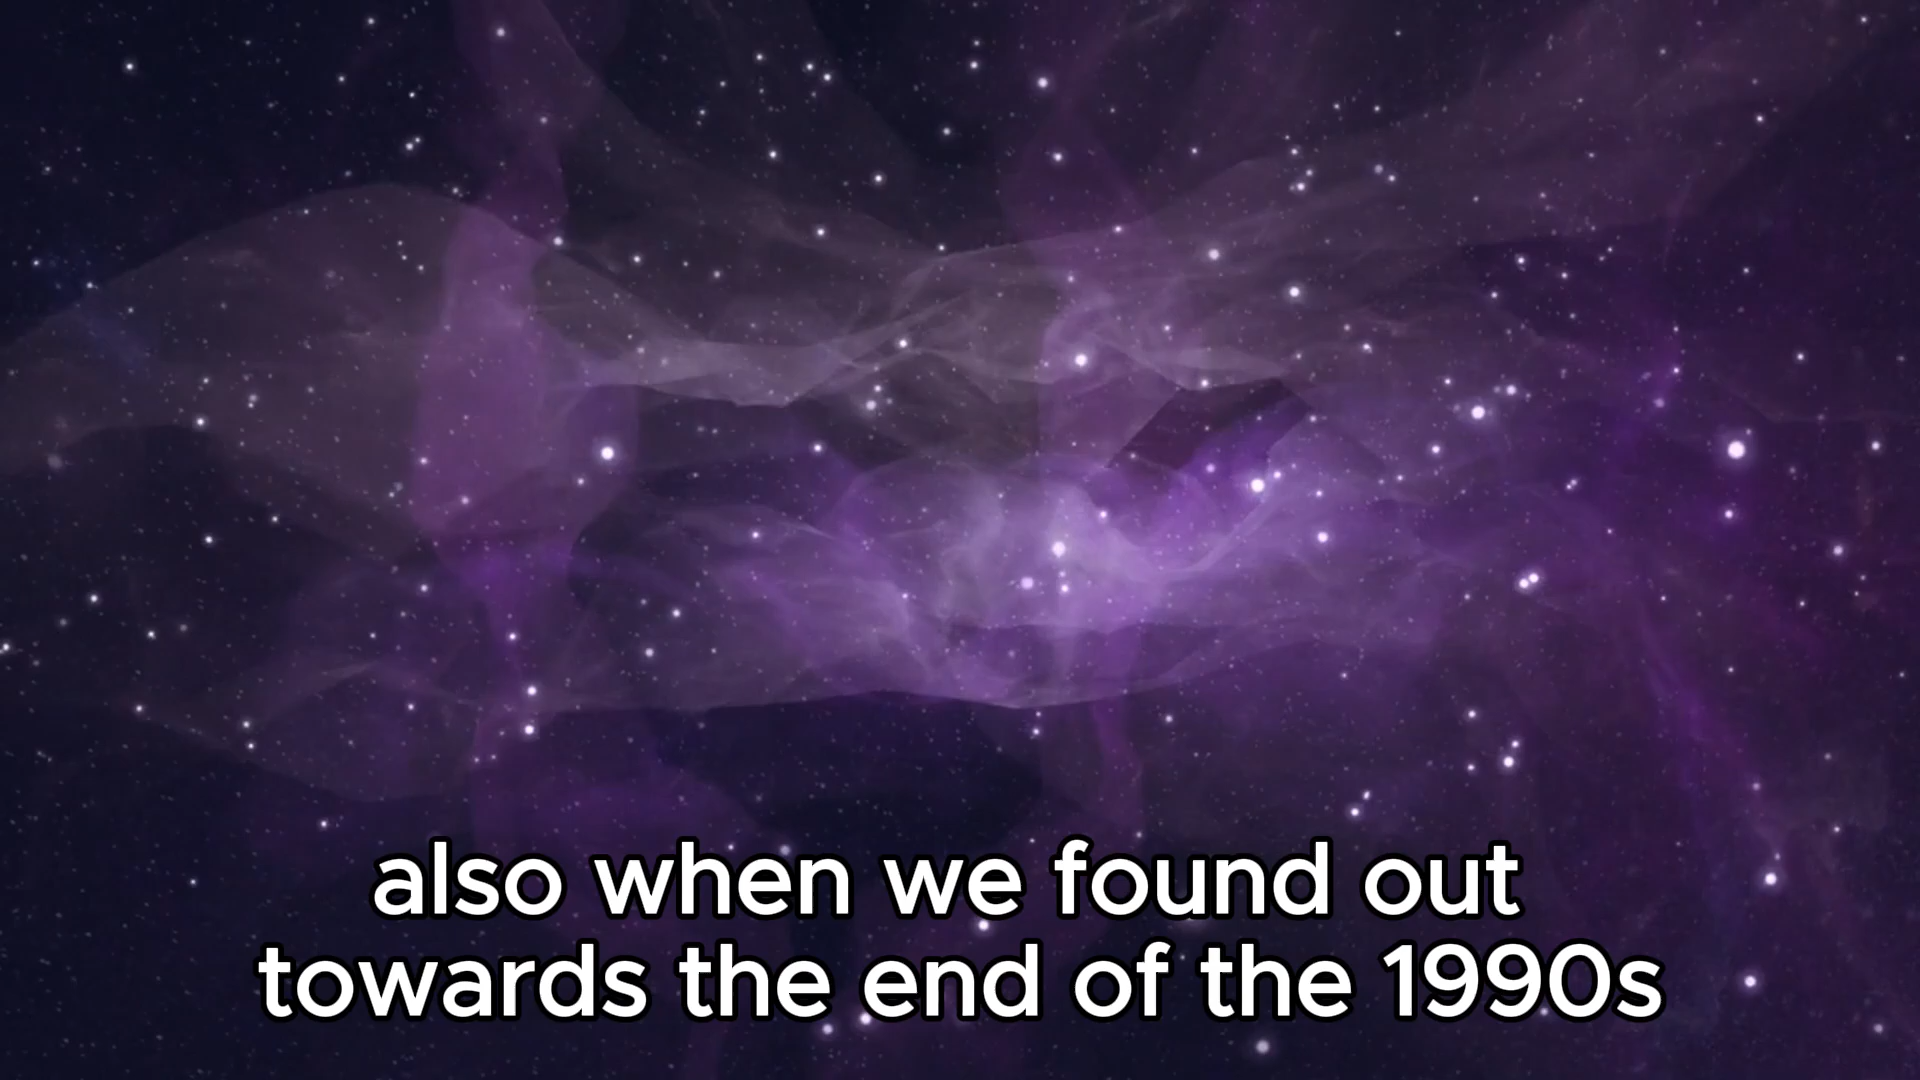 also when we found out
towards the end of the 1990s